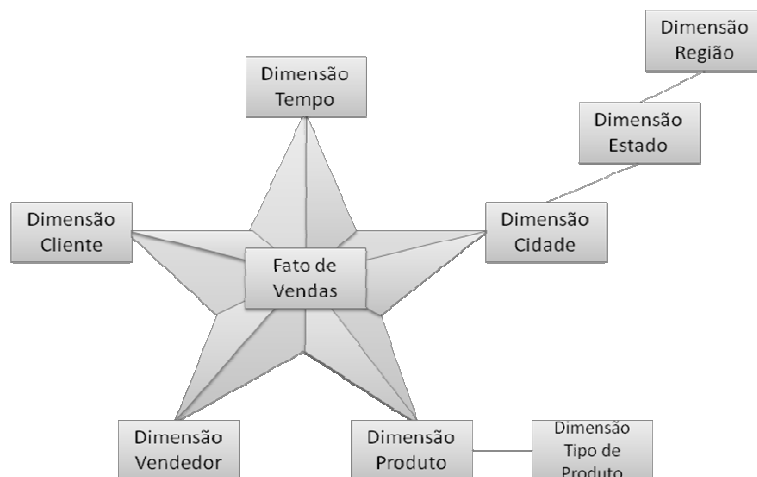 Dimensão
Região
Dimensão
Tempo
Dimensão
Estado
Dimensão
Cliente
Dimensão
Cidade
Fato de
Vendas
Dimensão
Vendedor
Dimensão
Produto
Dimensão
Tipo de
Produto